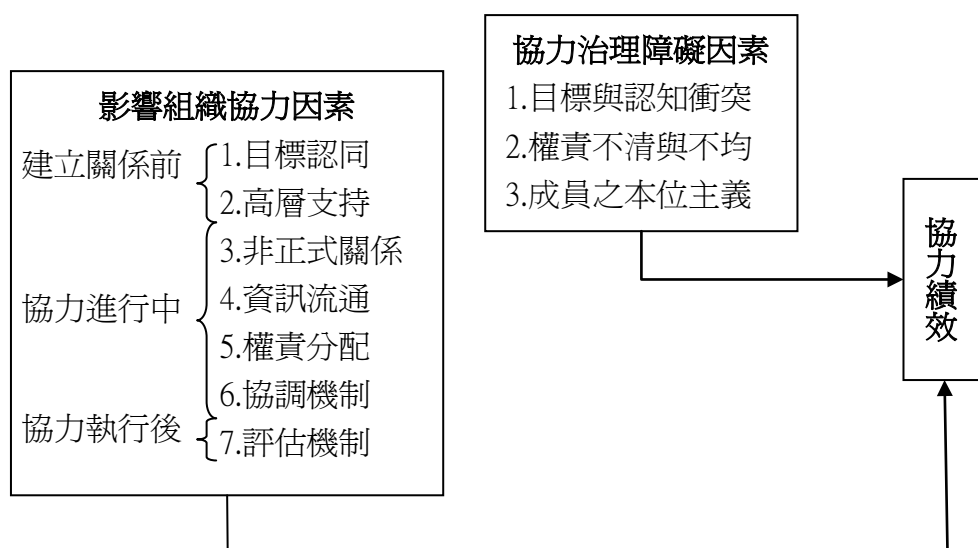 影響組織協力因素
建立關係前
1.目標認同
2.高層支持
協力進行中
3.非正式關係
4.資訊流通
5.權責分配
6.協調機制
協力執行後
7.評估機制
協力治理障礙因素
1.目標與認知衝突
2.權責不清與不均
3.成員之本位主義
協力績效